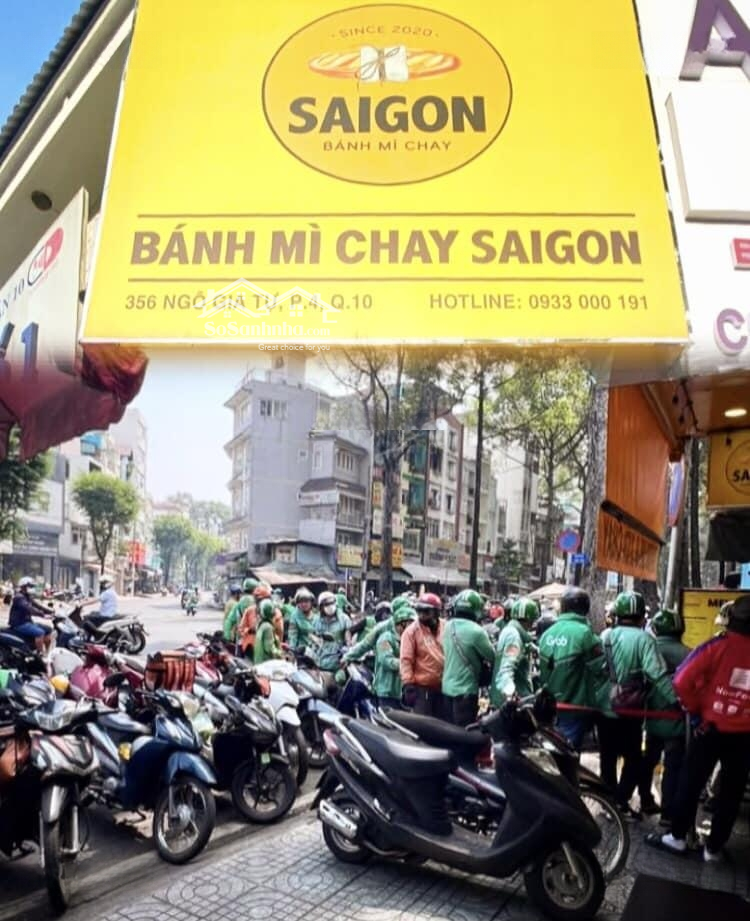 · SINCE 2020 ·
SAIGON
BÁNH MÌ CHAY
BÁNH MÌ CHAY SAIGON
356 NGÔ GIA TỰ, P.4, Q.10
HOTLINE: 0933 000 191
SoSanhnha.com
Great choice for you
Grab